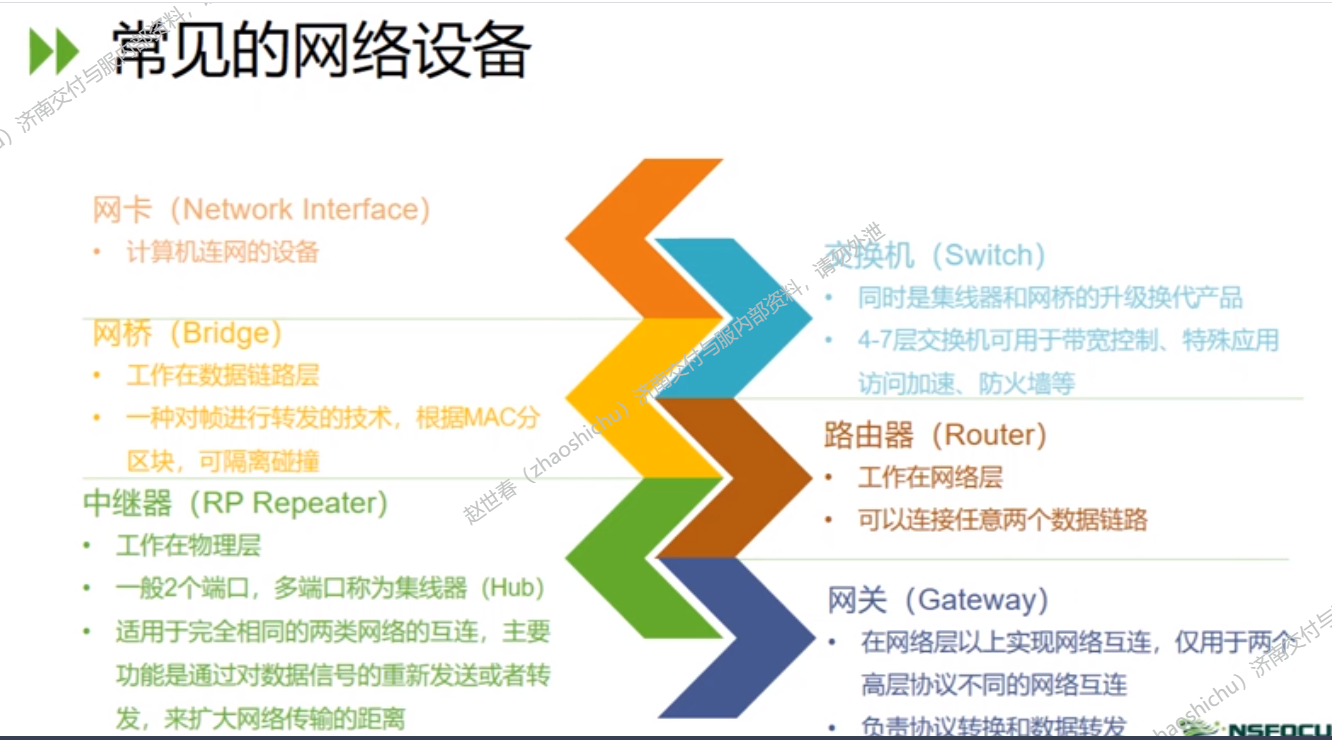 常见的网络设备
网卡（Network Interface）
• 计算机连网的设备
网桥（Bridge）
• 工作在数据链路层
• 一种对帧进行转发的技术，根据MAC分
区块，可隔离碰撞
中继器（RP Repeater）
• 工作在物理层
• 一般2个端口，多端口称为集线器（Hub）
• 适用于完全相同的两类网络的互连，主要
功能是通过对数据信号的重新发送或者转
发，来扩大网络传输的距离
交换机（Switch）
• 同时是集线器和网桥的升级换代产品
• 4-7层交换机可用于带宽控制、特殊应用
访问加速、防火墙等
路由器（Router）
• 工作在网络层
• 可以连接任意两个数据链路
网关（Gateway）
• 在网络层以上实现网络互连，仅用于两个
高层协议不同的网络互连
• 负责协议转换和数据转发
NSFOCU
u）济南交付与服内部资料，
赵世春（zhaoshichu）济南交付与服内部资料，请勿外泄
haoshichu）济南交付与